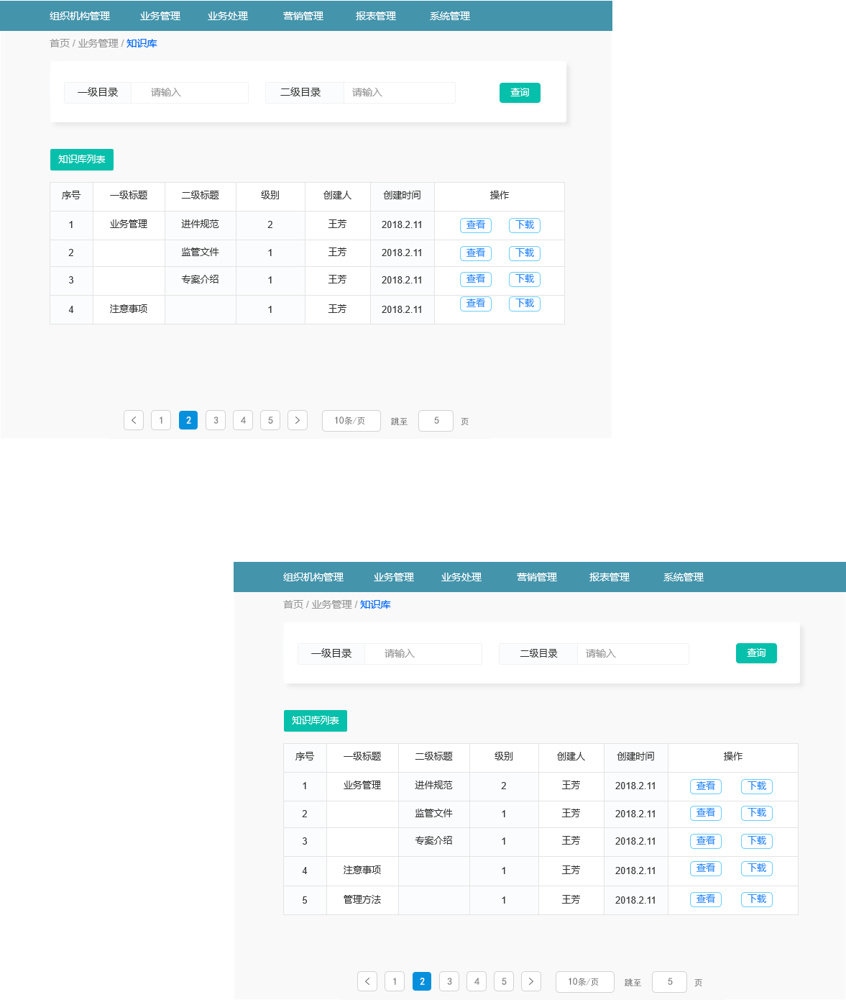 组织机构管理 业务管理 业务处理 营销管理 报表管理 系统管理
首页 / 业务管理 / 知识库
一级目录 请输入 二级目录 请输入 查询
知识库列表
序号 一级标题 二级标题 级别 创建人 创建时间 操作
1 业务管理 进件规范 2 王芳 2018.2.11 查看 下载
2 监管文件 1 王芳 2018.2.11 查看 下载
3 专案介绍 1 王芳 2018.2.11 查看 下载
4 注意事项 1 王芳 2018.2.11 查看 下载
< 1 2 3 4 5 > 10条/页 跳至 5 页
组织机构管理 业务管理 业务处理 营销管理 报表管理 系统管理
首页 / 业务管理 / 知识库
一级目录 请输入 二级目录 请输入 查询
知识库列表
序号 一级标题 二级标题 级别 创建人 创建时间 操作
1 业务管理 进件规范 2 王芳 2018.2.11 查看 下载
2 监管文件 1 王芳 2018.2.11 查看 下载
3 专案介绍 1 王芳 2018.2.11 查看 下载
4 注意事项 1 王芳 2018.2.11 查看 下载
5 管理方法 1 王芳 2018.2.11 查看 下载
< 1 2 3 4 5 > 10条/页 跳至 5 页